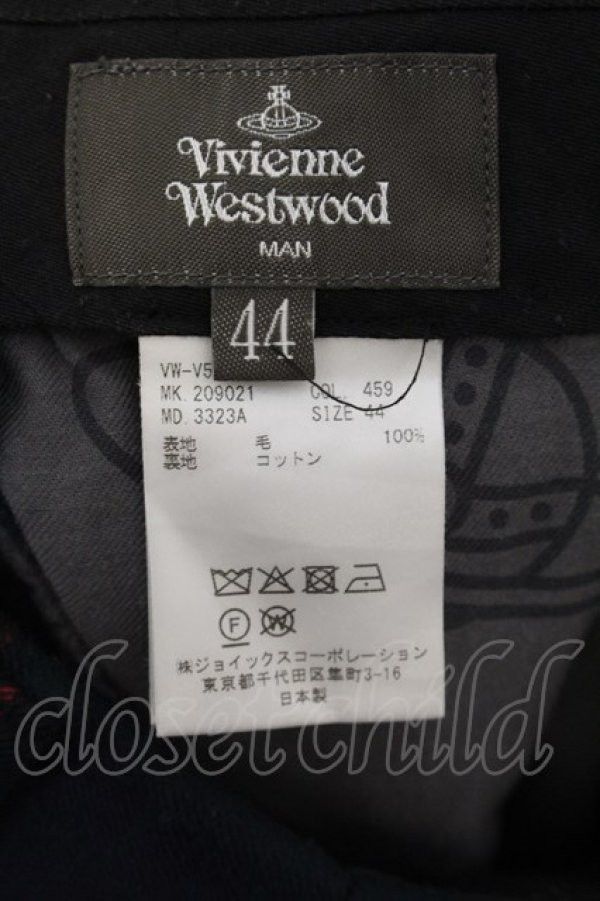 Vivienne
Westwood
MAN
44
VW-V5
MK. 209021 COL. 459
MD. 3323A SIZE 44
表地 毛 100%
裏地 コットン
F W
㈱ジョイックスコーポレーション
東京都千代田区隼町3-16
日本製
closet child